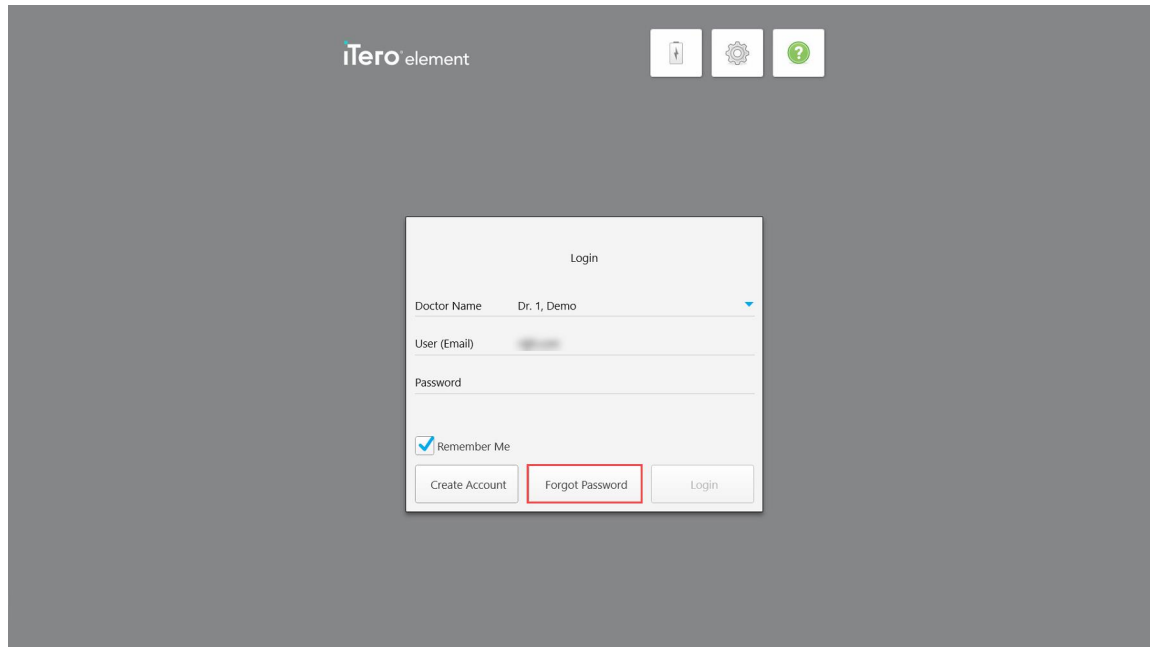 iTero element
?
Login
Doctor Name Dr. 1, Demo
User (Email)
Password
Remember Me
Create Account Forgot Password Login